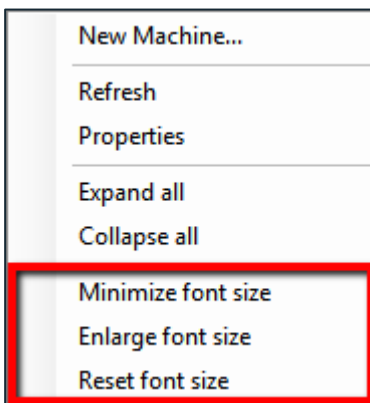 New Machine...
Refresh
Properties
Expand all
Collapse all
Minimize font size
Enlarge font size
Reset font size